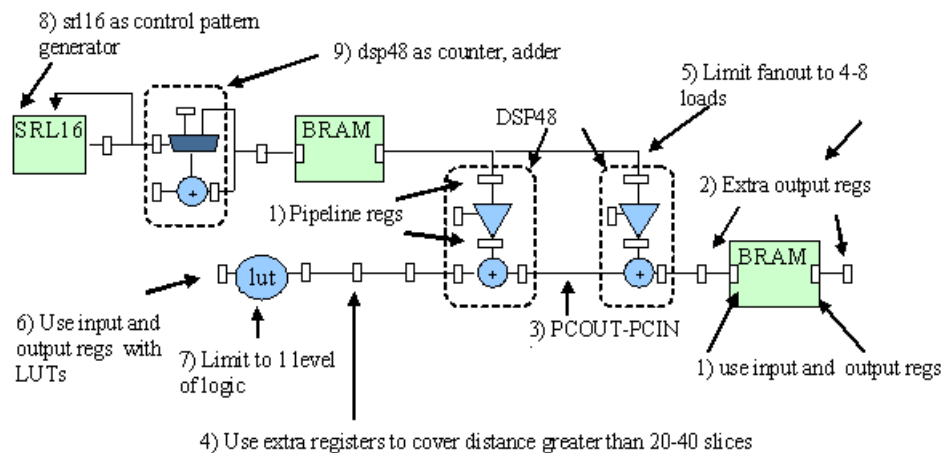 8) srl16 as control pattern
generator
9) dsp48 as counter, adder
5) Limit fanout to 4-8
loads
SRL16
BRAM
DSP48
1) Pipeline regs
2) Extra output regs
lut
BRAM
6) Use input and
output regs with
LUTs
7) Limit to 1 level
of logic
3) PCOUT-PCIN
1) use input and output regs
4) Use extra registers to cover distance greater than 20-40 slices
+
+
+